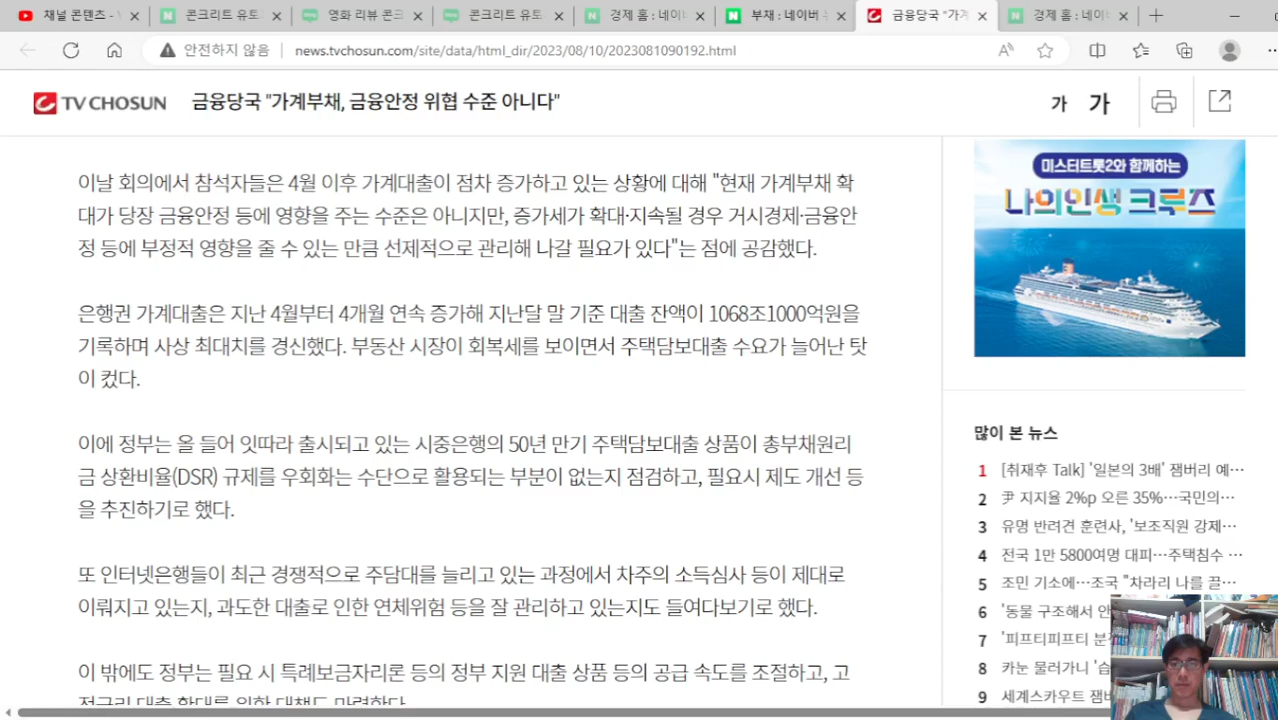 채널 콘텐츠 -
콘크리트 유토
영화 리뷰 콘크
콘크리트 유토
경제 홈 : 네이버
부채 : 네이버
금융당국 "가계
경제 홈 : 네이버
안전하지 않음
news.tvchosun.com/site/data/html_dir/2023/08/10/2023081090192.html
TV CHOSUN
금융당국 "가계부채, 금융안정 위협 수준 아니다"
가 가
이날 회의에서 참석자들은 4월 이후 가계대출이 점차 증가하고 있는 상황에 대해 "현재 가계부채 확
대가 당장 금융안정 등에 영향을 주는 수준은 아니지만, 증가세가 확대·지속될 경우 거시경제·금융안
정 등에 부정적 영향을 줄 수 있는 만큼 선제적으로 관리해 나갈 필요가 있다"는 점에 공감했다.
은행권 가계대출은 지난 4월부터 4개월 연속 증가해 지난달 말 기준 대출 잔액이 1068조1000억원을
기록하며 사상 최대치를 경신했다. 부동산 시장이 회복세를 보이면서 주택담보대출 수요가 늘어난 탓
이 컸다.
이에 정부는 올 들어 잇따라 출시되고 있는 시중은행의 50년 만기 주택담보대출 상품이 총부채원리
금 상환비율(DSR) 규제를 우회하는 수단으로 활용되는 부분이 없는지 점검하고, 필요시 제도 개선 등
을 추진하기로 했다.
또 인터넷은행들이 최근 경쟁적으로 주담대를 늘리고 있는 과정에서 차주의 소득심사 등이 제대로
이뤄지고 있는지, 과도한 대출로 인한 연체위험 등을 잘 관리하고 있는지도 들여다보기로 했다.
이 밖에도 정부는 필요 시 특례보금자리론 등의 정부 지원 대출 상품 등의 공급 속도를 조절하고, 고
정금리 대출 확대를 위한 대책도 마련한다.
미스터트롯2와 함께하는
나의인생 크루즈
많이 본 뉴스
1 [취재후 Talk] '일본의 3배' 잼버리 예…
2 尹 지지율 2%p 오른 35%…국민의…
3 유명 반려견 훈련사, '보조직원 강제…
4 전국 1만 5800여명 대피…주택침수 …
5 조민 기소에…조국 "차라리 나를 끌…
6 '동물 구조해서 안
7 '피프티피프티 분
8 카눈 물러가니 '습
9 세계스카우트 잼버